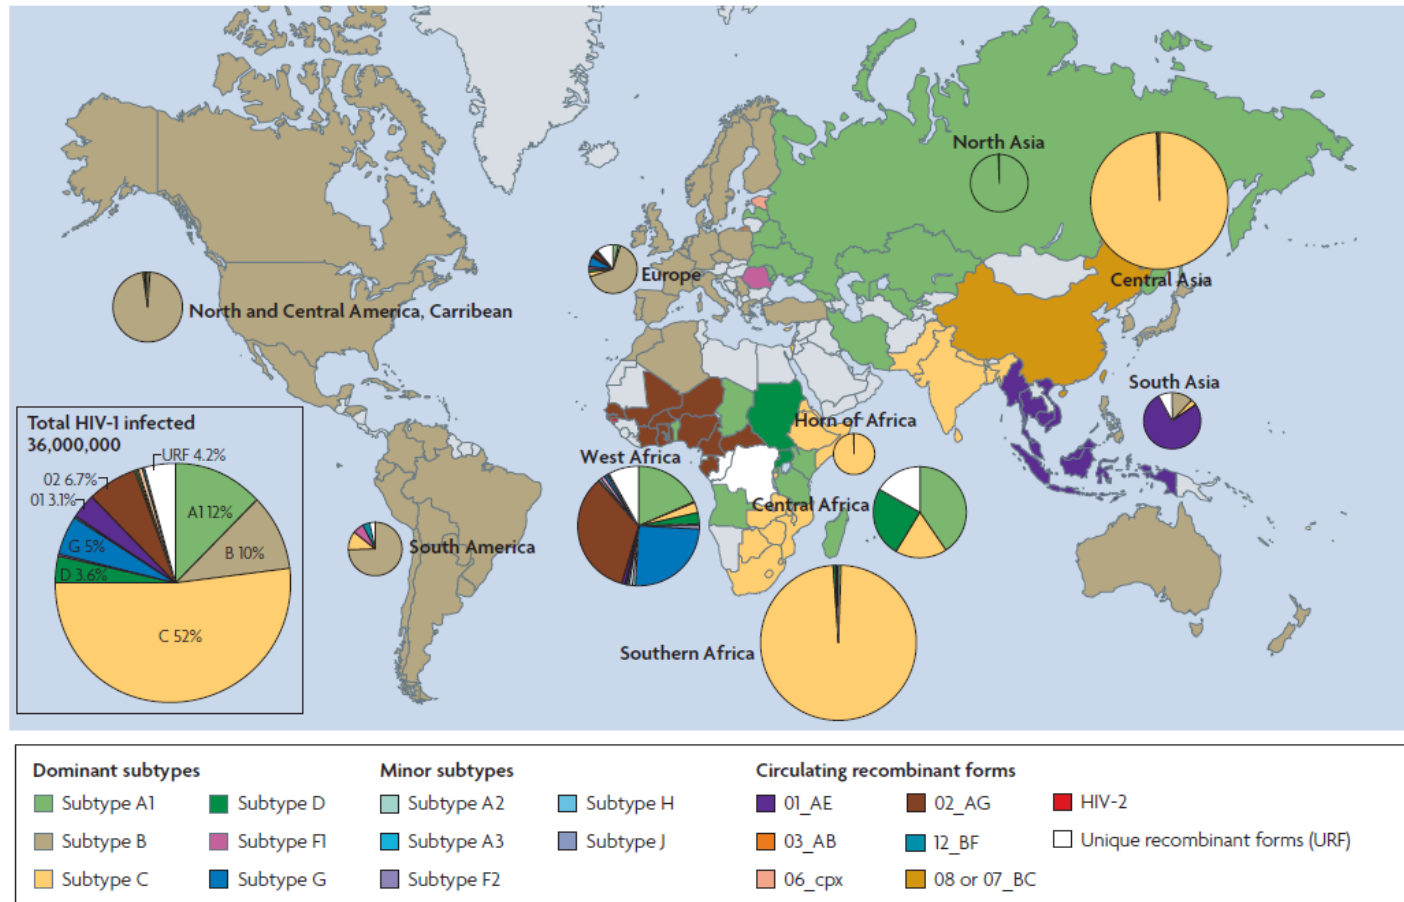 North Asia
Central Asia
Europe
North and Central America, Carribean
South Asia
Total HIV-1 infected
36,000,000
URF 4.2%
02 6.7%
01 3.1%
A1 12%
G 5%
B 10%
D 3.6%
C 52%
Horn of Africa
West Africa
Central Africa
South America
Southern Africa
Dominant subtypes
Subtype A1
Subtype B
Subtype C
Subtype D
Subtype F1
Subtype G
Minor subtypes
Subtype A2
Subtype A3
Subtype F2
Subtype H
Subtype J
Circulating recombinant forms
01_AE
03_AB
06_cpx
02_AG
12_BF
08 or 07_BC
HIV-2
Unique recombinant forms (URF)